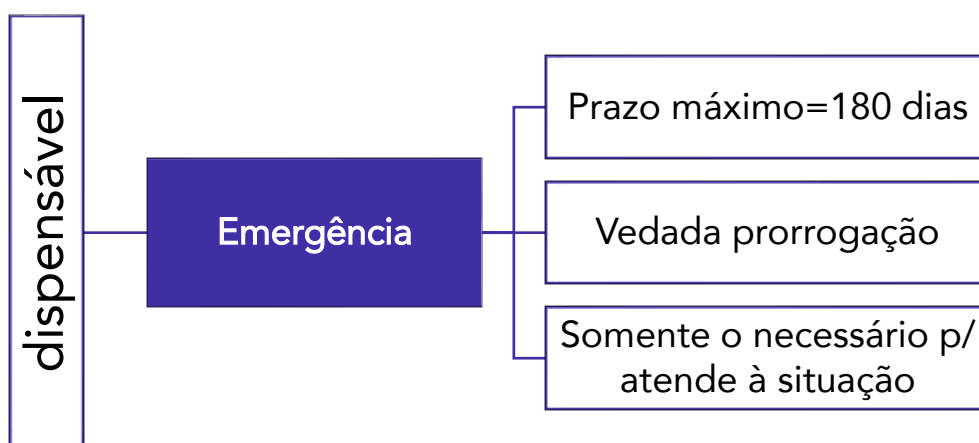 dispensável
Emergência
Prazo máximo=180 dias
Vedada prorrogação
Somente o necessário p/
atende à situação